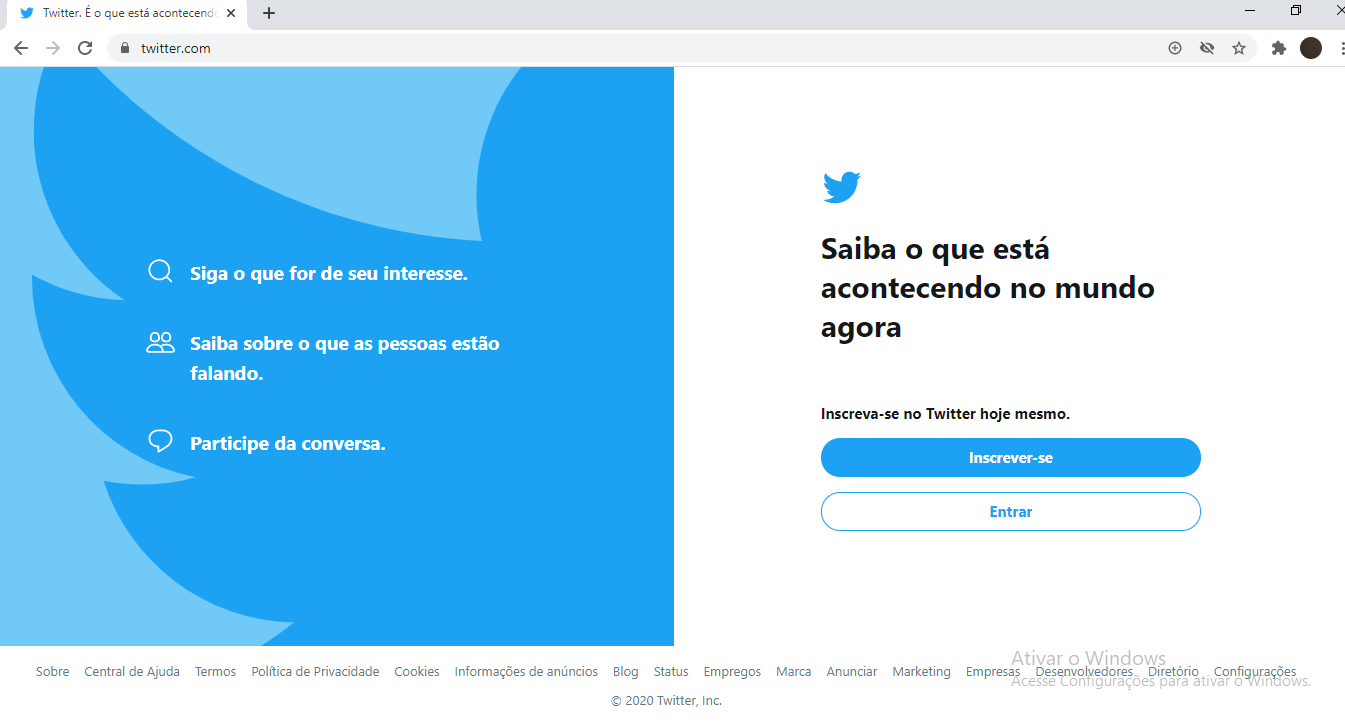 Twitter. É o que está acontecend
twitter.com
Siga o que for de seu interesse.
Saiba sobre o que as pessoas estão
falando.
Participe da conversa.
Saiba o que está
acontecendo no mundo
agora
Inscreva-se no Twitter hoje mesmo.
Inscrever-se
Entrar
Ativar o Windows
Acesse Configurações para ativar o Windows.
Sobre Central de Ajuda Termos Política de Privacidade Cookies Informações de anúncios Blog Status Empregos Marca Anunciar Marketing Empresas Desenvolvedores Diretório Configurações
© 2020 Twitter, Inc.